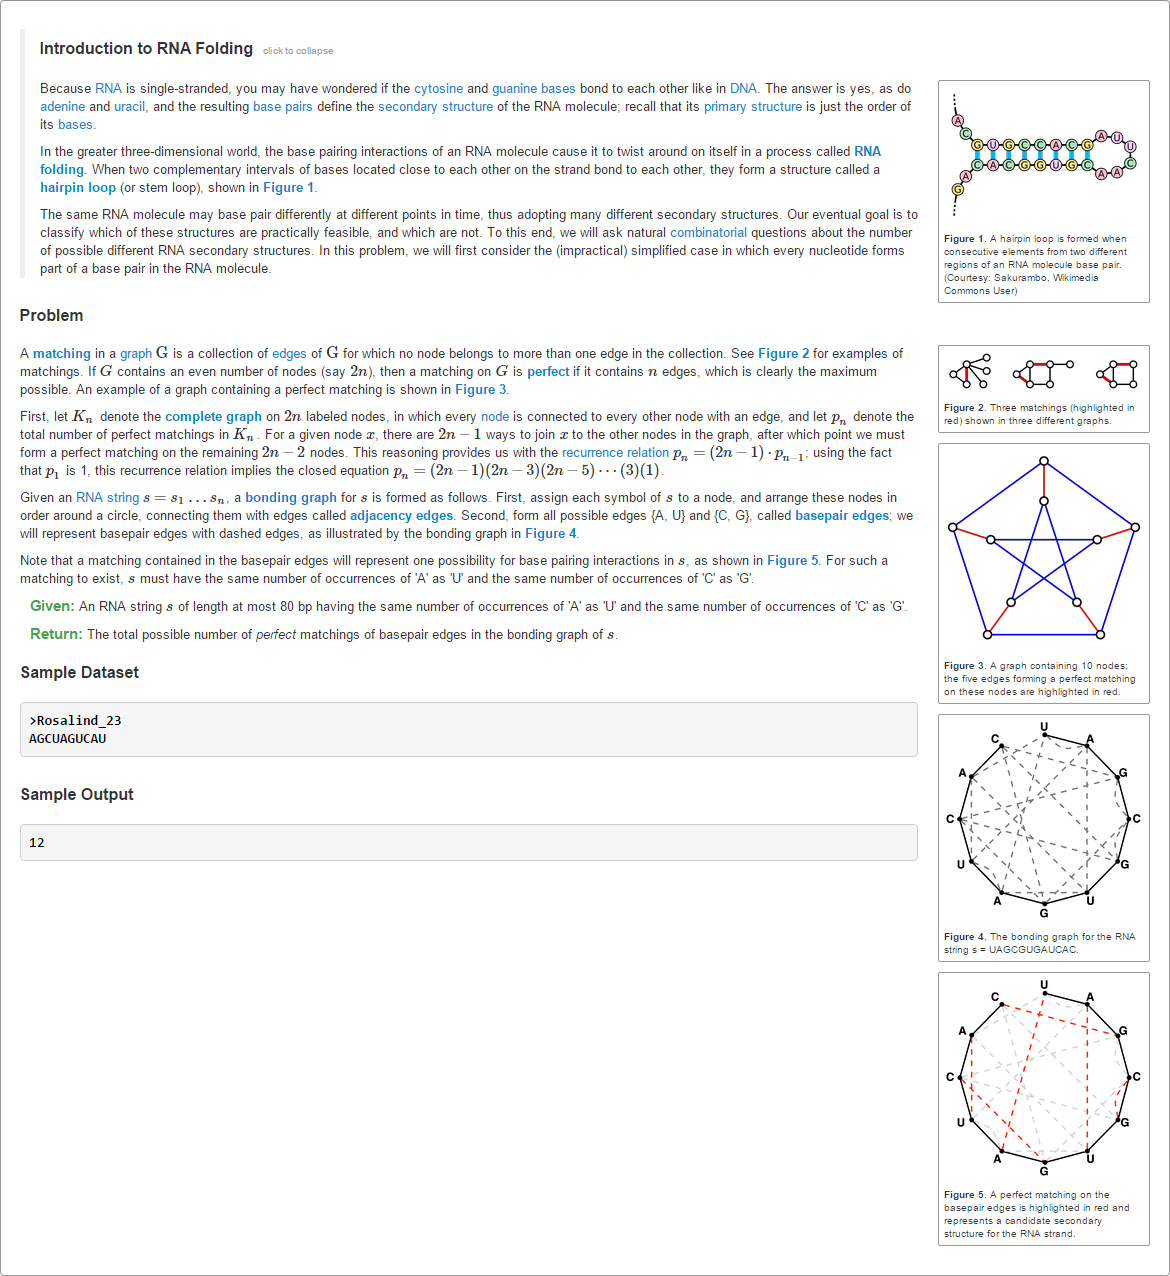 Introduction to RNA Folding click to collapse
Because RNA is single-stranded, you may have wondered if the cytosine and guanine bases bond to each other like in DNA. The answer is yes, as do
adenine and uracil, and the resulting base pairs define the secondary structure of the RNA molecule; recall that its primary structure is just the order of
its bases.
In the greater three-dimensional world, the base pairing interactions of an RNA molecule cause it to twist around on itself in a process called RNA
folding. When two complementary intervals of bases located close to each other on the strand bond to each other, they form a structure called a
hairpin loop (or stem loop), shown in Figure 1.
The same RNA molecule may base pair differently at different points in time, thus adopting many different secondary structures. Our eventual goal is to
classify which of these structures are practically feasible, and which are not. To this end, we will ask natural combinatorial questions about the number
of possible different RNA secondary structures. In this problem, we will first consider the (impractical) simplified case in which every nucleotide forms
part of a base pair in the RNA molecule.
A
C
G U G C C A C G A U
U
C
C A C G G U G C A A
A
G
Figure 1. A hairpin loop is formed when
consecutive elements from two different
regions of an RNA molecule base pair.
(Courtesy: Sakurambo, Wikimedia
Commons User)
Problem
A matching in a graph G is a collection of edges of G for which no node belongs to more than one edge in the collection. See Figure 2 for examples of
matchings. If G contains an even number of nodes (say 2n), then a matching on G is perfect if it contains n edges, which is clearly the maximum
possible. An example of a graph containing a perfect matching is shown in Figure 3.
First, let Kn denote the complete graph on 2n labeled nodes, in which every node is connected to every other node with an edge, and let pn denote the
total number of perfect matchings in Kn. For a given node x, there are 2n − 1 ways to join x to the other nodes in the graph, after which point we must
form a perfect matching on the remaining 2n − 2 nodes. This reasoning provides us with the recurrence relation pn = (2n − 1) · pn−1; using the fact
that p1 is 1, this recurrence relation implies the closed equation pn = (2n − 1)(2n − 3)(2n − 5) ··· (3)(1).
Given an RNA string s = s1 … sn, a bonding graph for s is formed as follows. First, assign each symbol of s to a node, and arrange these nodes in
order around a circle, connecting them with edges called adjacency edges. Second, form all possible edges {A, U} and {C, G}, called basepair edges; we
will represent basepair edges with dashed edges, as illustrated by the bonding graph in Figure 4.
Note that a matching contained in the basepair edges will represent one possibility for base pairing interactions in s, as shown in Figure 5. For such a
matching to exist, s must have the same number of occurrences of 'A' as 'U' and the same number of occurrences of 'C' as 'G'.
Given: An RNA string s of length at most 80 bp having the same number of occurrences of 'A' as 'U' and the same number of occurrences of 'C' as 'G'.
Return: The total possible number of perfect matchings of basepair edges in the bonding graph of s.
Sample Dataset
>Rosalind_23
AGCUAGUCAU
Sample Output
12
Figure 2. Three matchings (highlighted in
red) shown in three different graphs.
Figure 3. A graph containing 10 nodes;
the five edges forming a perfect matching
on these nodes are highlighted in red.
U
C A
A G
C C
U G
A U
G
Figure 4. The bonding graph for the RNA
string s = UAGCGUGAUCAC.
U
C A
A G
C C
U G
A U
G
Figure 5. A perfect matching on the
basepair edges is highlighted in red and
represents a candidate secondary
structure for the RNA strand.